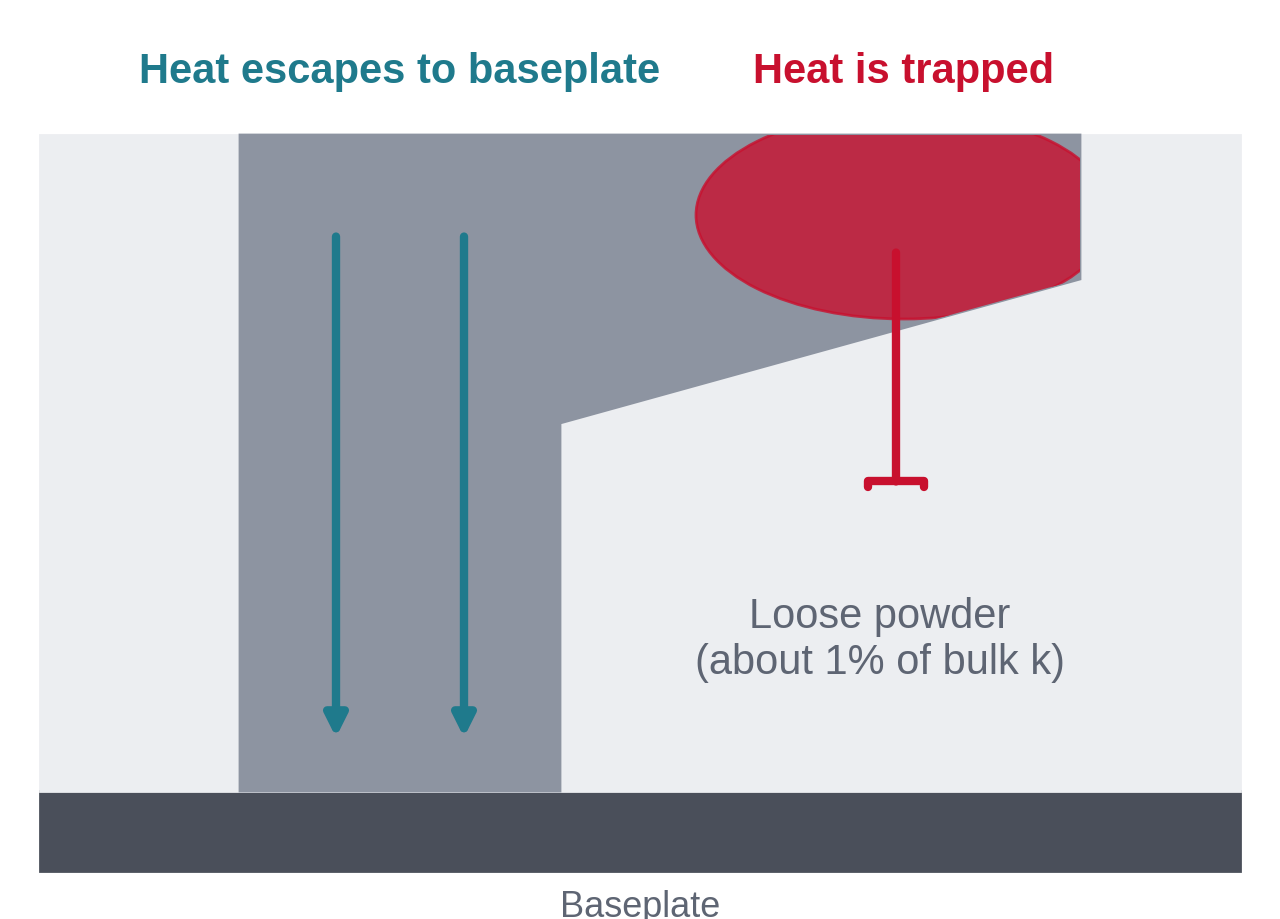 Heat escapes to baseplate
Heat is trapped
Loose powder
(about 1% of bulk k)
Baseplate